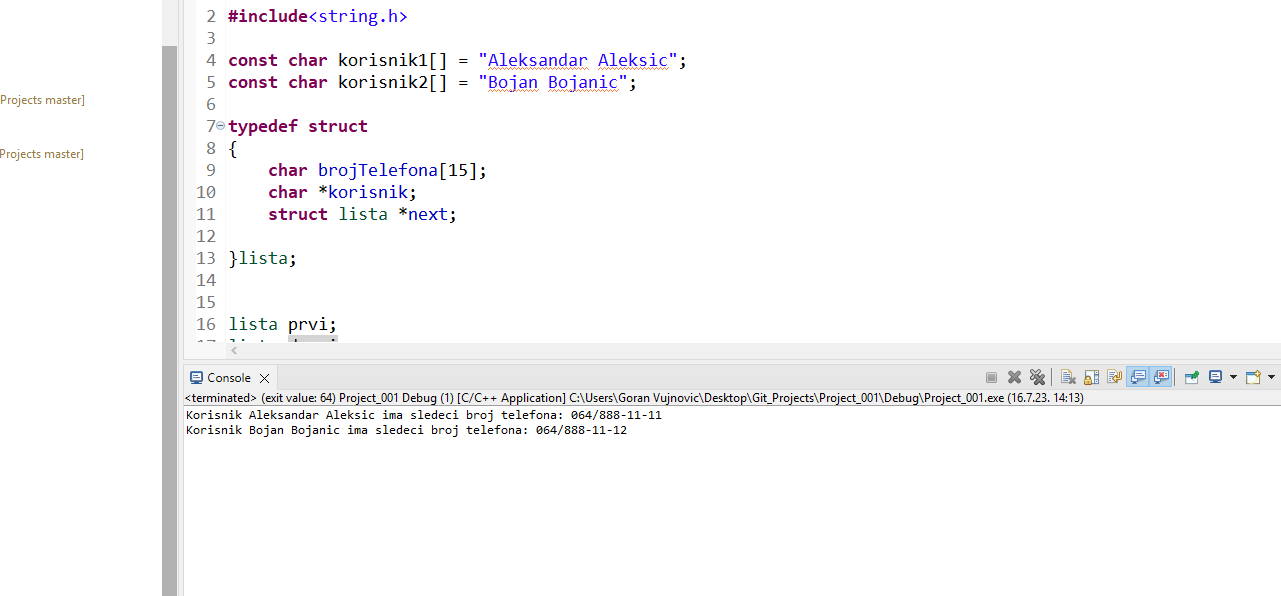 Projects master]
Projects master]
2 #include<string.h>
3
4 const char korisnik1[] = "Aleksandar Aleksic";
5 const char korisnik2[] = "Bojan Bojanic";
6
7 typedef struct
8 {
9 char brojTelefona[15];
10 char *korisnik;
11 struct lista *next;
12
13 }lista;
14
15
16 lista prvi;
Console
<terminated> (exit value: 64) Project_001 Debug (1) [C/C++ Application] C:\Users\Goran Vujnovic\Desktop\Git_Projects\Project_001\Debug\Project_001.exe (16.7.23. 14:13)
Korisnik Aleksandar Aleksic ima sledeci broj telefona: 064/888-11-11
Korisnik Bojan Bojanic ima sledeci broj telefona: 064/888-11-12